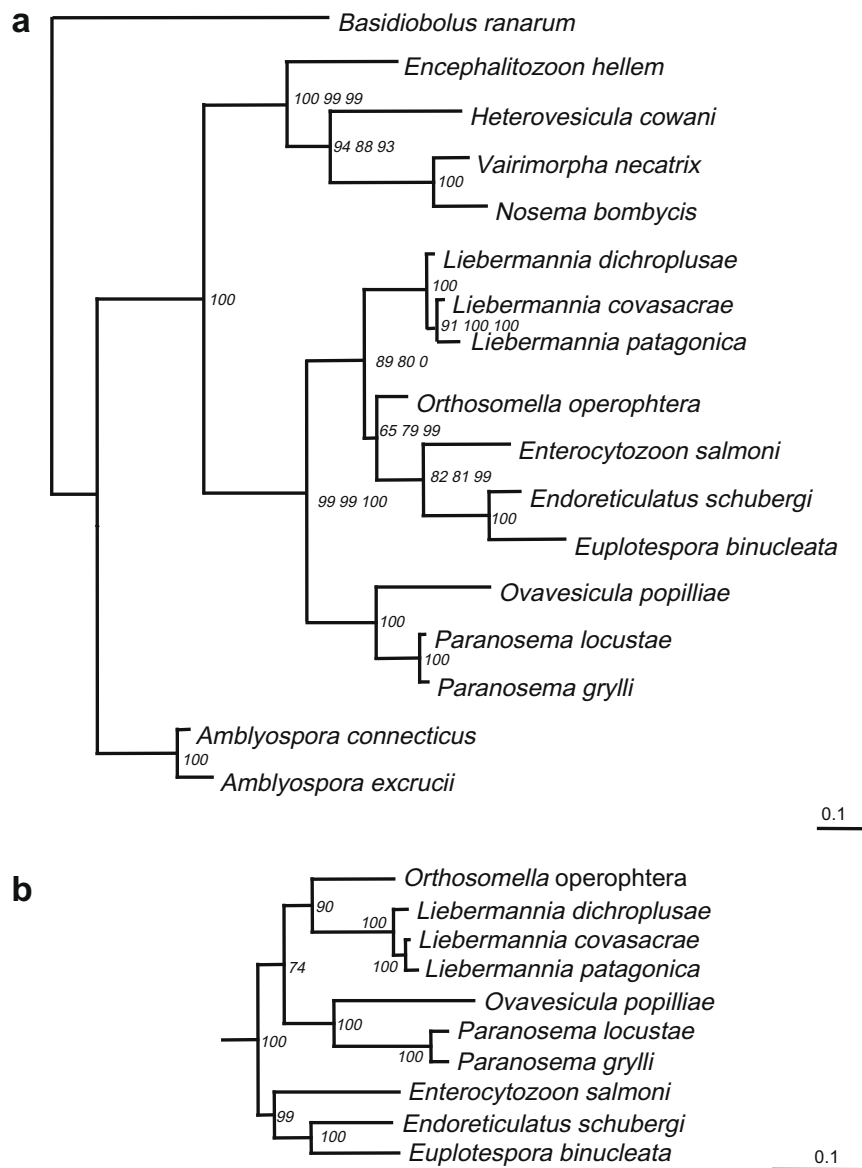 a
Basidiobolus ranarum
Encephalitozoon hellem
100 99 99
Heterovesicula cowani
94 88 93
Vairimorpha necatrix
100
Nosema bombycis
Liebermannia dichroplusae
100
Liebermannia covasacrae
100
91 100 100
Liebermannia patagonica
89 80 0
Orthosomella operophtera
65 79 99
Enterocytozoon salmoni
82 81 99
Endoreticulatus schubergi
99 99 100
100
Euplotespora binucleata
Ovavesicula popilliae
100
Paranosema locustae
100
Paranosema grylli
Amblyospora connecticus
100
Amblyospora excrucii
0.1
b
Orthosomella operophtera
90
Liebermannia dichroplusae
100
Liebermannia covasacrae
74
100
Liebermannia patagonica
Ovavesicula popilliae
100
Paranosema locustae
100
100
Paranosema grylli
Enterocytozoon salmoni
99
Endoreticulatus schubergi
100
Euplotespora binucleata
0.1